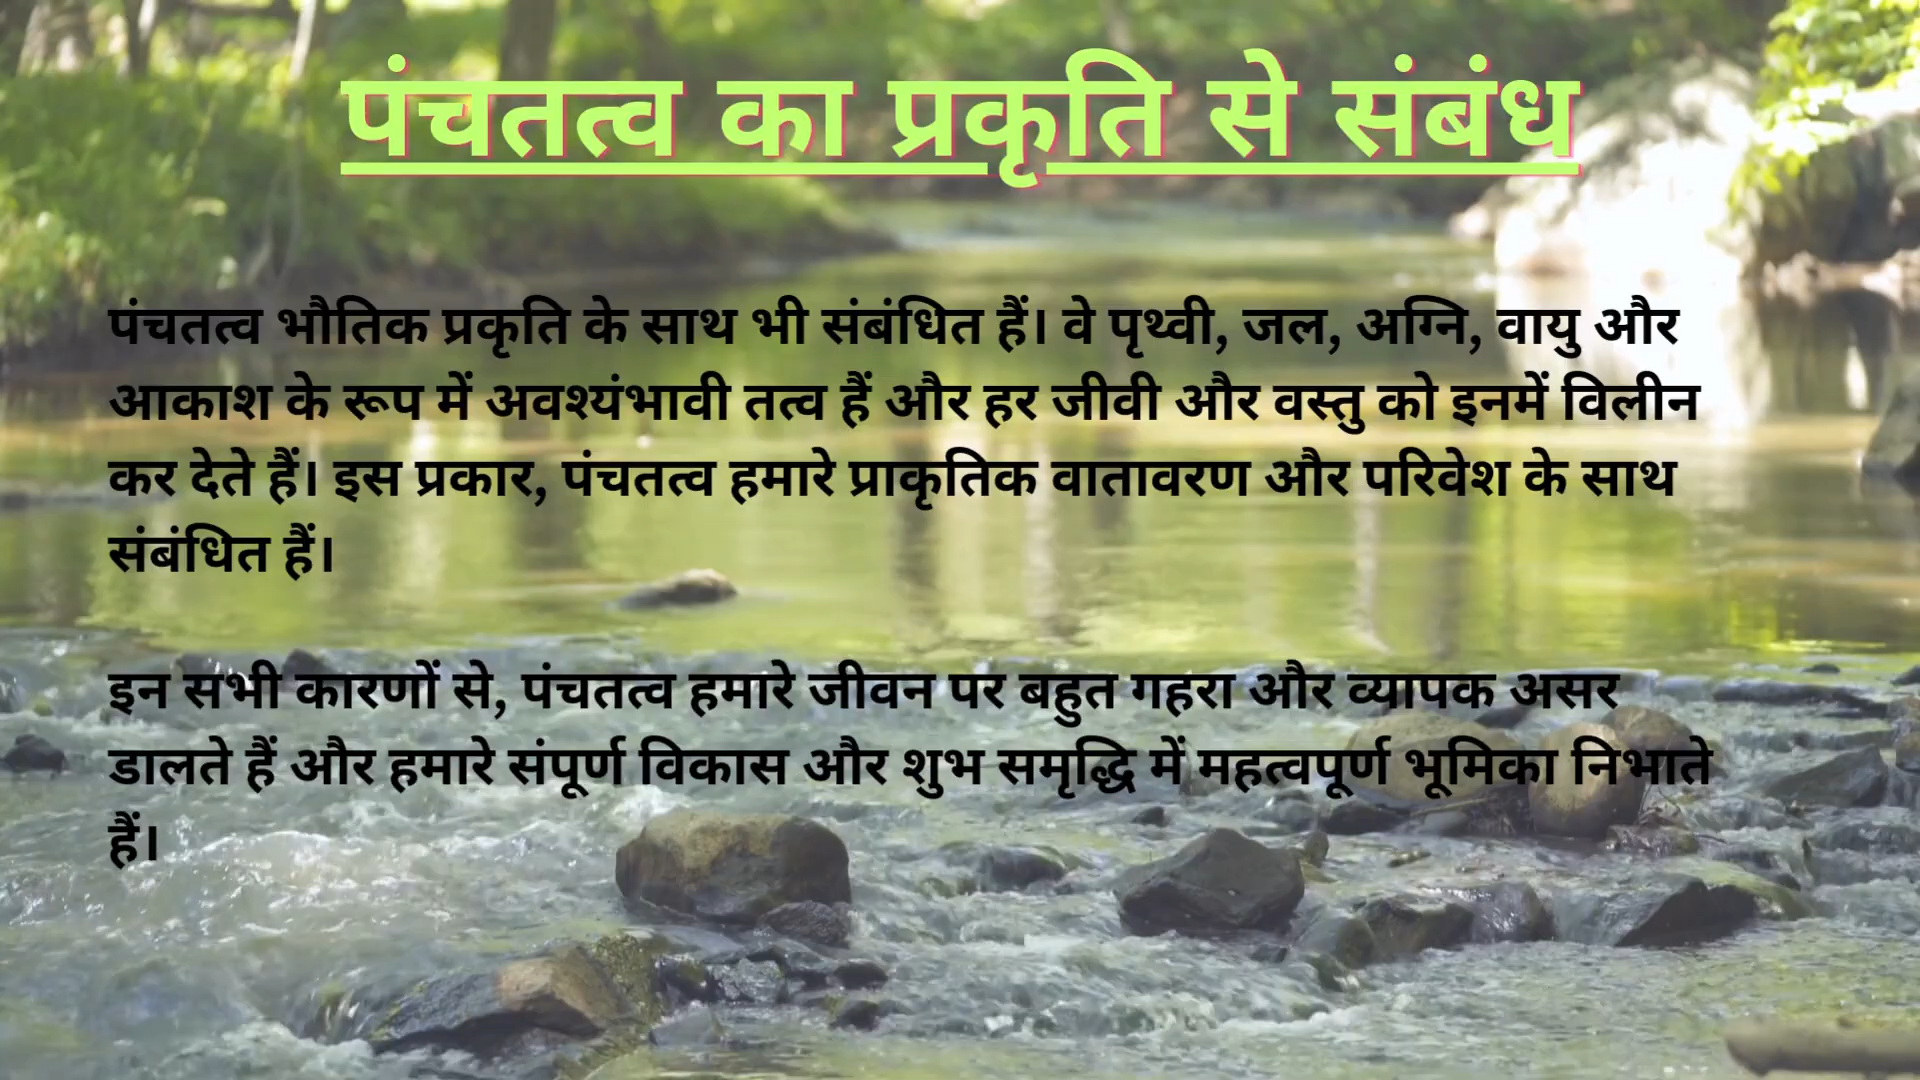 पंचतत्व का प्रकृति से संबंध
पंचतत्व भौतिक प्रकृति के साथ भी संबंधित हैं। वे पृथ्वी, जल, अग्नि, वायु और
आकाश के रूप में अवश्यंभावी तत्व हैं और हर जीवी और वस्तु को इनमें विलीन
कर देते हैं। इस प्रकार, पंचतत्व हमारे प्राकृतिक वातावरण और परिवेश के साथ
संबंधित हैं।
इन सभी कारणों से, पंचतत्व हमारे जीवन पर बहुत गहरा और व्यापक असर
डालते हैं और हमारे संपूर्ण विकास और शुभ समृद्धि में महत्वपूर्ण भूमिका निभाते
हैं।